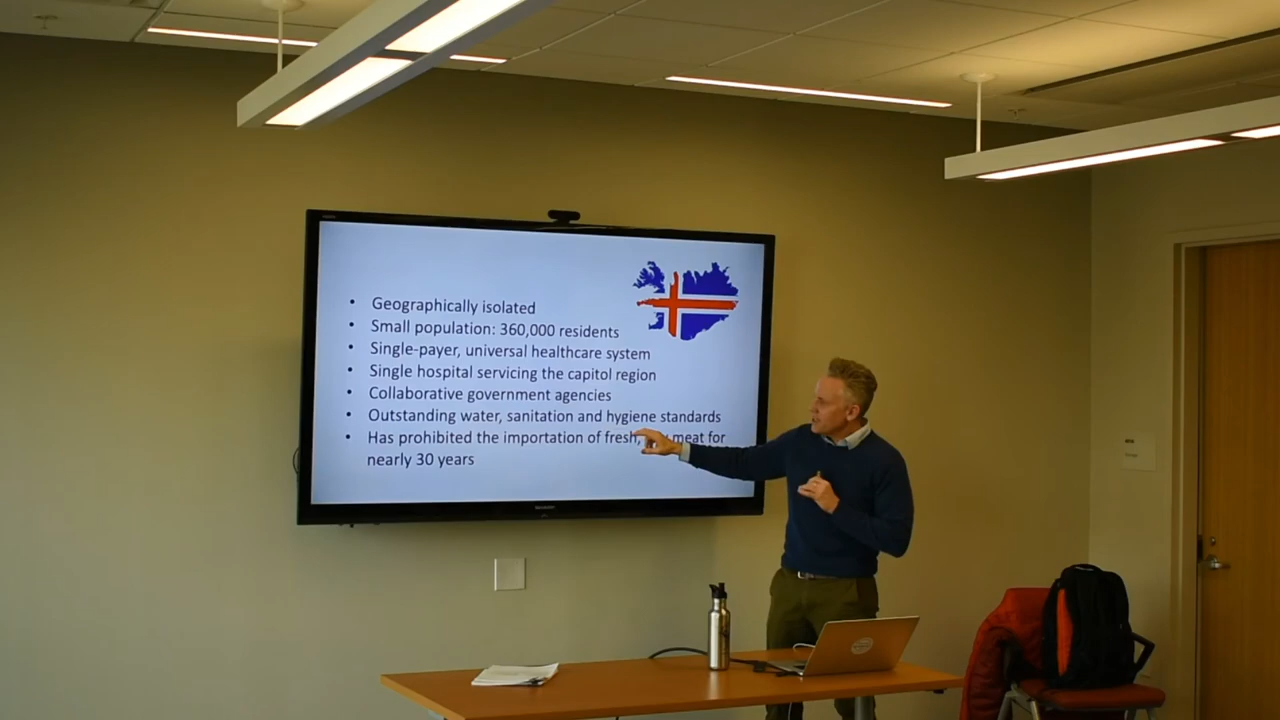 • Geographically isolated
• Small population: 360,000 residents
• Single-payer, universal healthcare system
• Single hospital servicing the capitol region
• Collaborative government agencies
• Outstanding water, sanitation and hygiene standards
• Has prohibited the importation of fresh, meat for
nearly 30 years